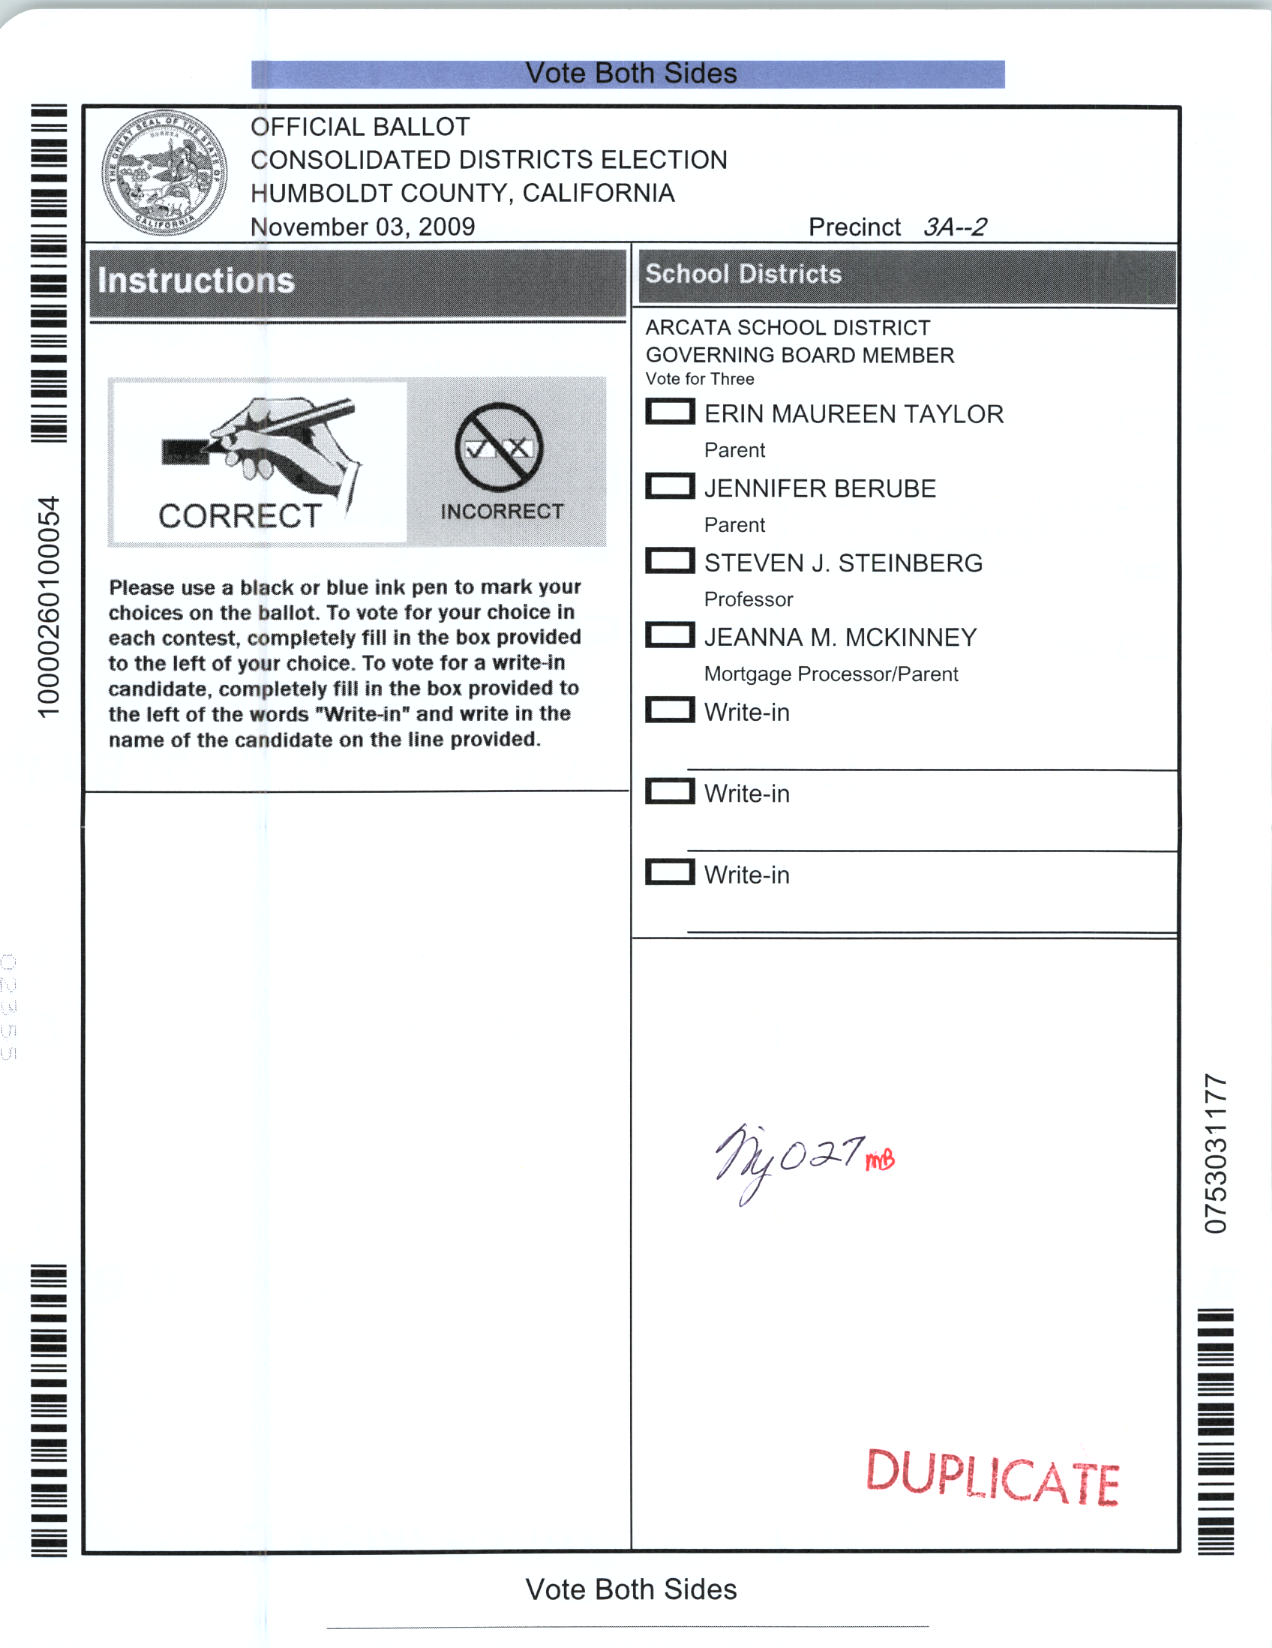 Vote Both Sides
OFFICIAL BALLOT
CONSOLIDATED DISTRICTS ELECTION
HUMBOLDT COUNTY, CALIFORNIA
November 03, 2009
Precinct 3A--2
THE GREAT SEAL OF THE STATE OF CALIFORNIA
EUREKA
Instructions
CORRECT
INCORRECT
Please use a black or blue ink pen to mark your
choices on the ballot. To vote for your choice in
each contest, completely fill in the box provided
to the left of your choice. To vote for a write-in
candidate, completely fill in the box provided to
the left of the words "Write-in" and write in the
name of the candidate on the line provided.
School Districts
ARCATA SCHOOL DISTRICT
GOVERNING BOARD MEMBER
Vote for Three
ERIN MAUREEN TAYLOR
Parent
JENNIFER BERUBE
Parent
STEVEN J. STEINBERG
Professor
JEANNA M. MCKINNEY
Mortgage Processor/Parent
Write-in
Write-in
Write-in
027 MB
DUPLICATE
10000260100054
02355
0753031177
Vote Both Sides